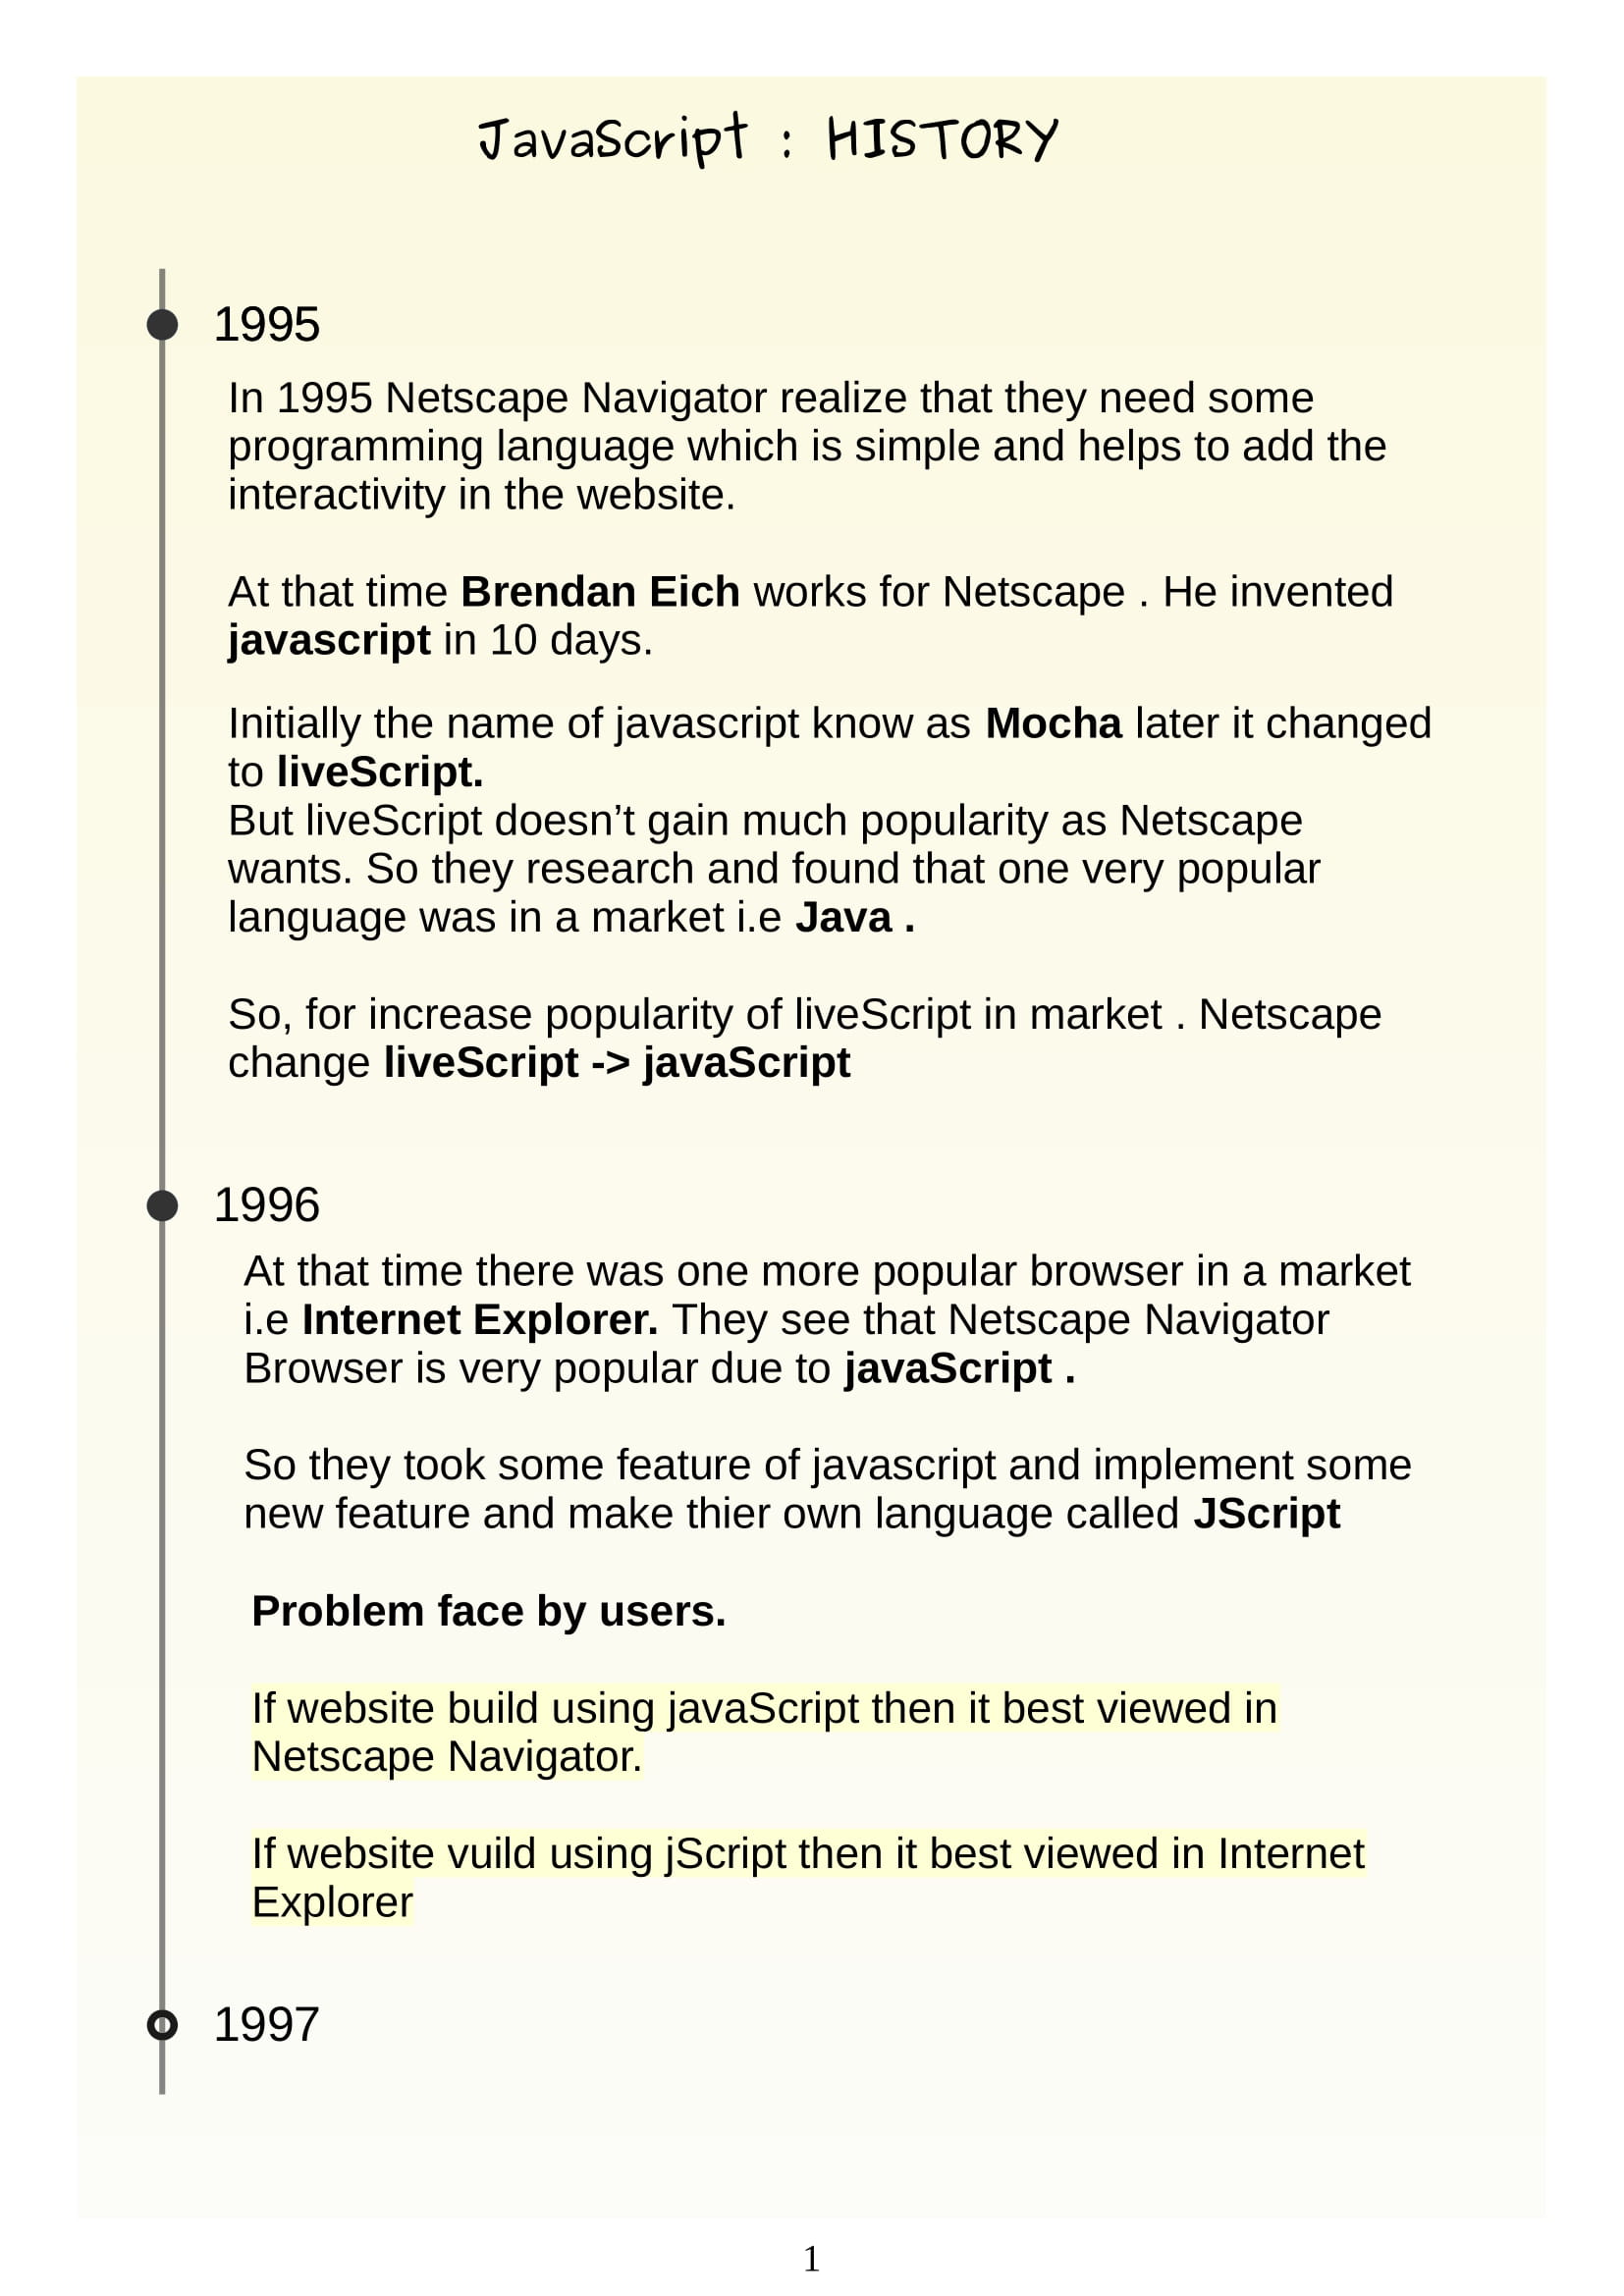 JavaScript : HISTORY
1995
In 1995 Netscape Navigator realize that they need some
programming language which is simple and helps to add the
interactivity in the website.
At that time Brendan Eich works for Netscape . He invented
javascript in 10 days.
Initially the name of javascript know as Mocha later it changed
to liveScript.
But liveScript doesn’t gain much popularity as Netscape
wants. So they research and found that one very popular
language was in a market i.e Java .
So, for increase popularity of liveScript in market . Netscape
change liveScript -> javaScript
1996
At that time there was one more popular browser in a market
i.e Internet Explorer. They see that Netscape Navigator
Browser is very popular due to javaScript .
So they took some feature of javascript and implement some
new feature and make thier own language called JScript
Problem face by users.
If website build using javaScript then it best viewed in
Netscape Navigator.
If website vuild using jScript then it best viewed in Internet
Explorer
1997
1